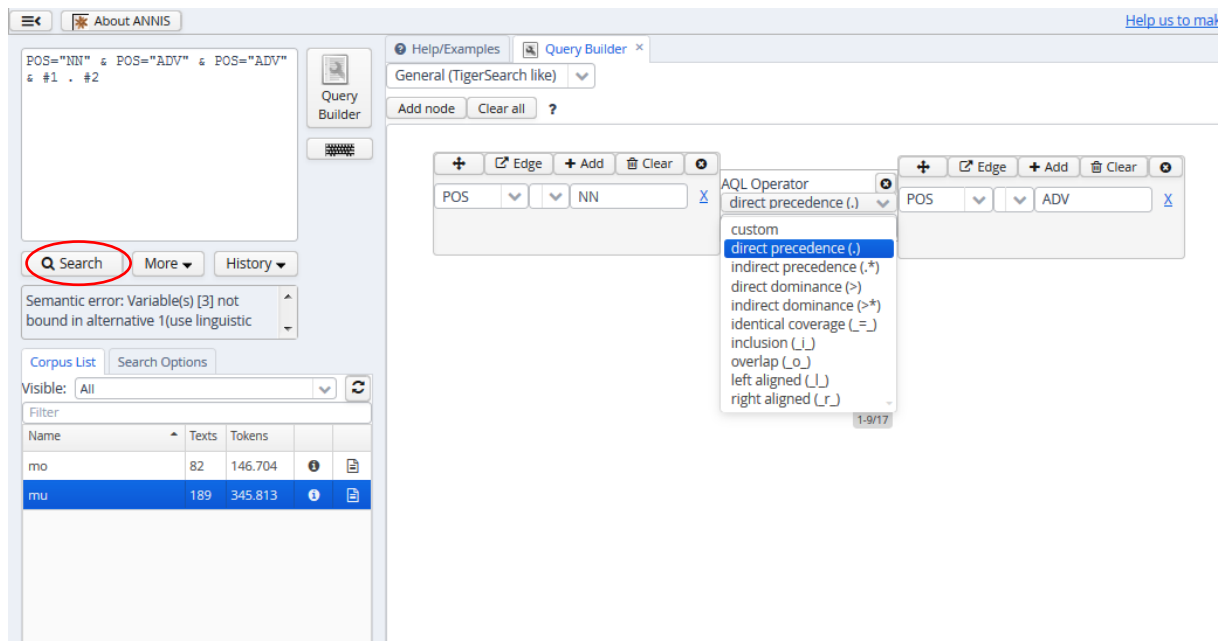 About ANNIS
Help us to mak
POS="NN" & POS="ADV" & POS="ADV"
& #1 . #2
Query
Builder
Search
More
History
Semantic error: Variable(s) [3] not
bound in alternative 1(use linguistic
Corpus List
Search Options
Visible:
All
Filter
Name Texts Tokens
mo 82 146.704
mu 189 345.813
Help/Examples
Query Builder ×
General (TigerSearch like)
Add node
Clear all
?
Edge
Add
Clear
POS
NN
X
AQL Operator
direct precedence (.)
custom
direct precedence (.)
indirect precedence (.*)
direct dominance (>)
indirect dominance (>*)
identical coverage (_=_)
inclusion (_i_)
overlap (_o_)
left aligned (_l_)
right aligned (_r_)
1-9/17
Edge
Add
Clear
POS
ADV
X